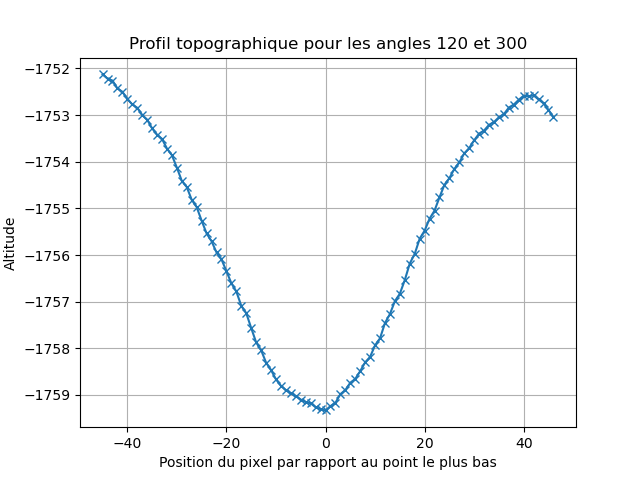 Profil topographique pour les angles 120 et 300
Altitude
−1752
−1753
−1754
−1755
−1756
−1757
−1758
−1759
−40 −20 0 20 40
Position du pixel par rapport au point le plus bas